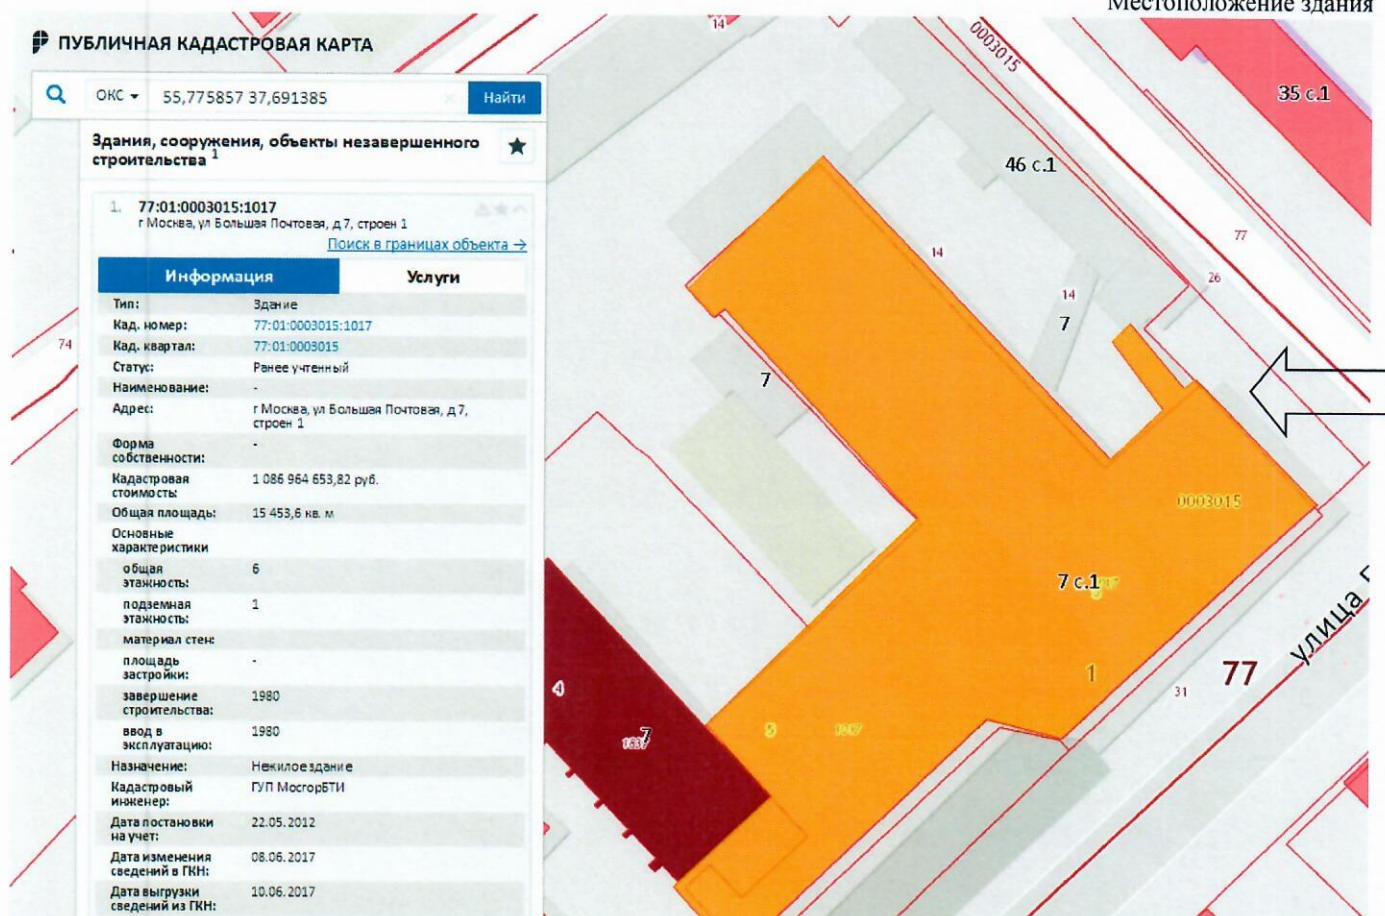 Местоположение здания
ПУБЛИЧНАЯ КАДАСТРОВАЯ КАРТА
ОКС 55,775857 37,691385 Найти
Здания, сооружения, объекты незавершенного
строительства 1
1. 77:01:0003015:1017
г Москва, ул Большая Почтовая, д 7, строен 1
Поиск в границах объекта →
Информация Услуги
Тип: Здание
Кад. номер: 77:01:0003015:1017
Кад. квартал: 77:01:0003015
Статус: Ранее учтенный
Наименование: -
Адрес: г Москва, ул Большая Почтовая, д 7,
строен 1
Форма
собственности: -
Кадастровая
стоимость: 1 086 964 653,82 руб.
Общая площадь: 15 453,6 кв. м
Основные
характеристики
общая
этажность: 6
подземная
этажность: 1
материал стен:
площадь
застройки: -
завершение
строительства: 1980
ввод в
эксплуатацию: 1980
Назначение: Нежилое здание
Кадастровый
инженер: ГУП МосгорБТИ
Дата постановки
на учет: 22.05.2012
Дата изменения
сведений в ГКН: 08.06.2017
Дата выгрузки
сведений из ГКН: 10.06.2017
14
0003015
35 с.1
46 с.1
77
14
26
14
7
74
7
0003015
7 с.1
улица
1
77
31
4
7
1837
5
1017